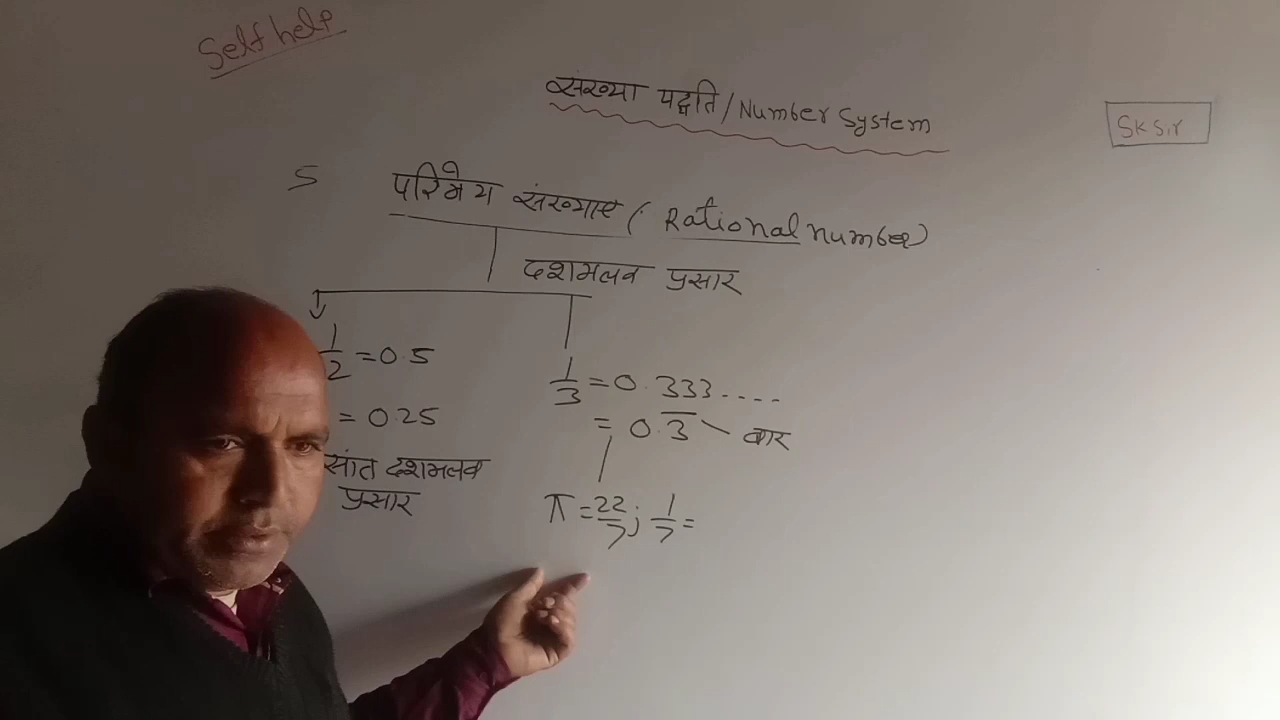 Self help
संख्या पद्धति / Number System
SK Sir
5 परिमेय संख्याए ( Rational number)
दशमलव प्रसार
1/2 = 0.5
= 0.25
सांत दशमलव
प्रसार
1/3 = 0.333....
= 0.3̅ बार
π = 22/7 ; 1/7 =